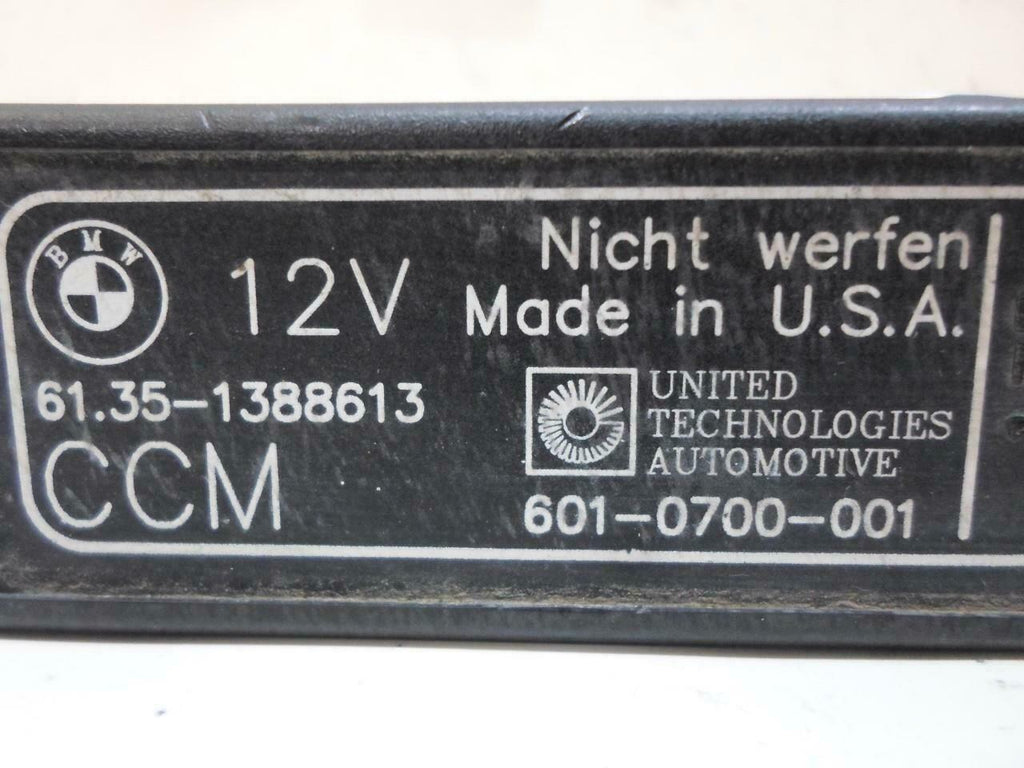 BMW
12V
61.35-1388613
CCM
Nicht werfen
Made in U.S.A.
UNITED
TECHNOLOGIES
AUTOMOTIVE
601-0700-001